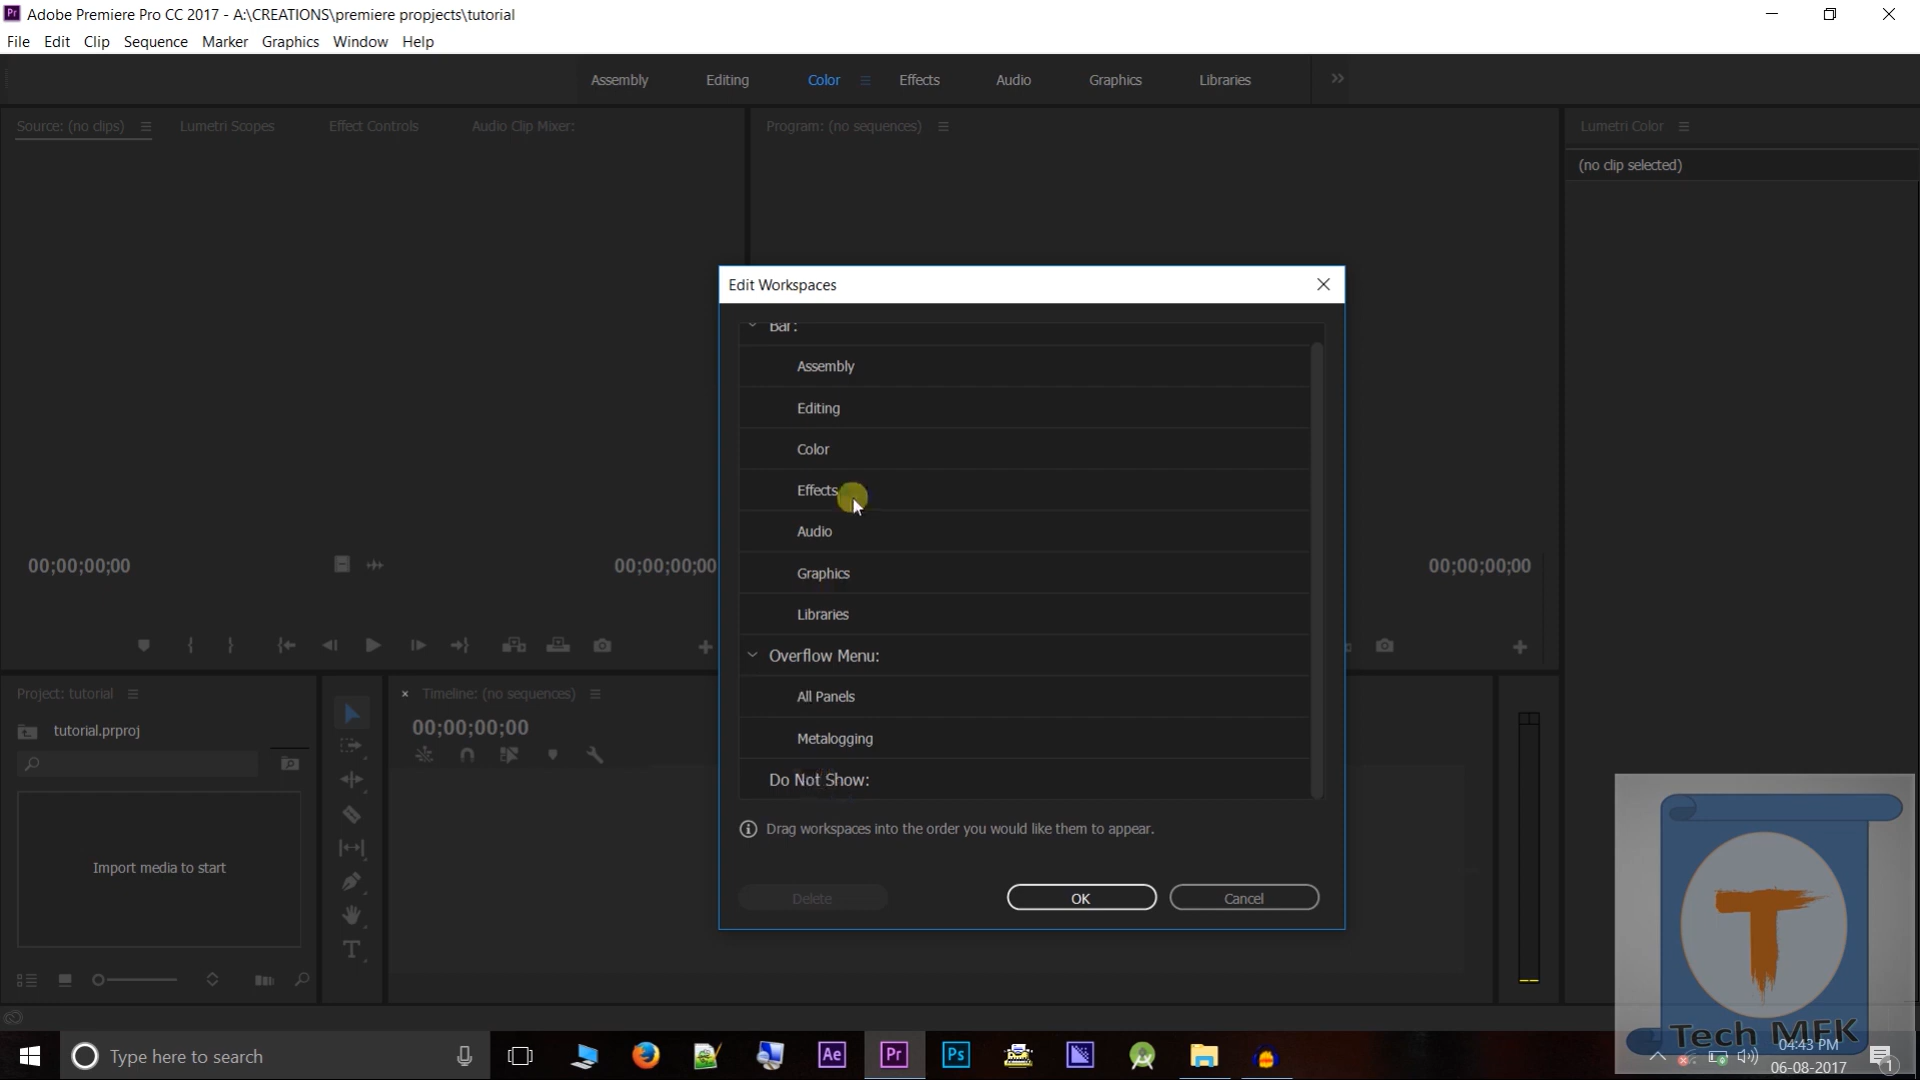 Adobe Premiere Pro CC 2017 - A:\CREATIONS\premiere propjects\tutorial
File Edit Clip Sequence Marker Graphics Window Help
Assembly Editing Color Effects Audio Graphics Libraries
Source: (no clips) Lumetri Scopes Effect Controls Audio Clip Mixer: Program: (no sequences) Lumetri Color
(no clip selected)
Edit Workspaces
Bar:
Assembly
Editing
Color
Effects
Audio
Graphics
Libraries
Overflow Menu:
All Panels
Metalogging
Do Not Show:
Drag workspaces into the order you would like them to appear.
Delete OK Cancel
00;00;00;00 00;00;00;00 00;00;00;00
Project: tutorial
tutorial.prproj
Import media to start
Timeline: (no sequences)
00;00;00;00
T
Tech MFK
Type here to search
Ae Pr Ps
04:43 PM
06-08-2017
1